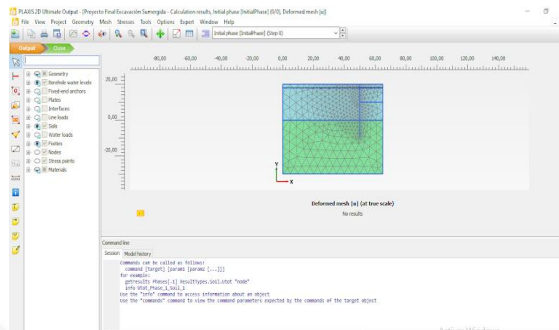 PLAXIS 2D Ultimate Output - [Proyecto Final Excavación Sumergida - Calculation results, Initial phase [InitialPhase] (0/0), Deformed mesh |u|]
File View Project Geometry Mesh Stresses Tools Options Expert Window Help
Initial phase [InitialPhase] (Step 0)
Output Close
-80,00 -60,00 -40,00 -20,00 0,00 20,00 40,00 60,00 80,00 100,00 120,00 140,00
Geometry
Borehole water levels
Fixed-end anchors
Plates
Interfaces
Line loads
Soils
Water loads
Frontes
Nodes
Stress points
Materials
20,00
0,00
-20,00
Y
X
Deformed mesh |u| (at true scale)
No results
Command line
Session Model history
Commands can be called as follows:
command [target] [param1 [param2 [...]]]
for example:
getresults Phases[-1] ResultTypes.Soil.Utot "node"
info Utot_Phase_1_Soil_1
Use the "info" command to access information about an object
Use the "commands" command to view the command parameters expected by the commands of the target object